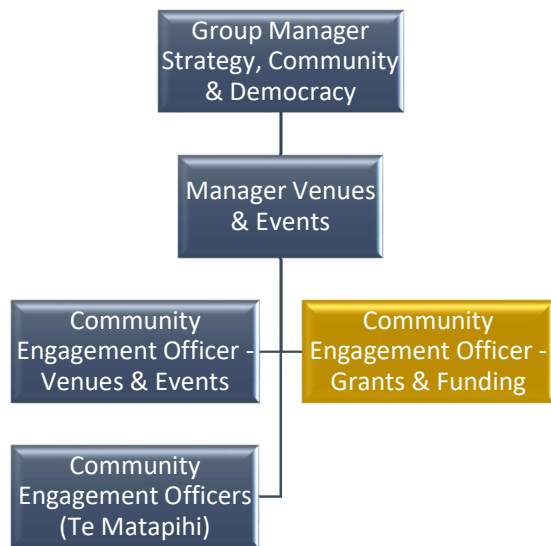 Group Manager
Strategy, Community
& Democracy
Manager Venues
& Events
Community
Engagement Officer -
Venues & Events
Community
Engagement Officer -
Grants & Funding
Community
Engagement Officers
(Te Matapihi)